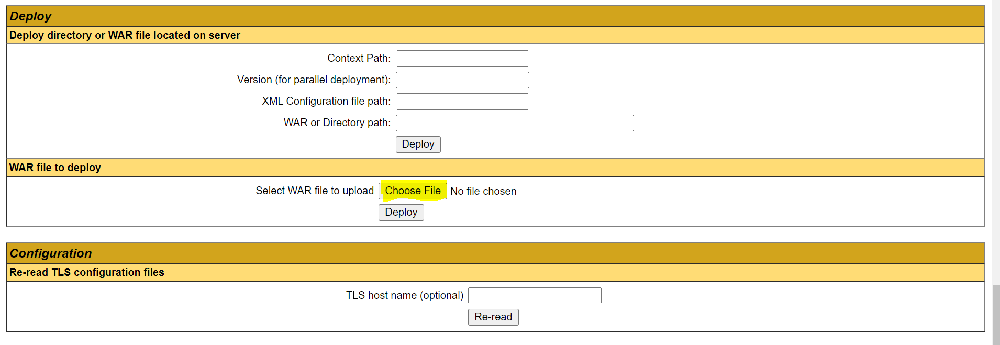 Deploy
Deploy directory or WAR file located on server
Context Path:
Version (for parallel deployment):
XML Configuration file path:
WAR or Directory path:
Deploy
WAR file to deploy
Select WAR file to upload Choose File No file chosen
Deploy
Configuration
Re-read TLS configuration files
TLS host name (optional)
Re-read